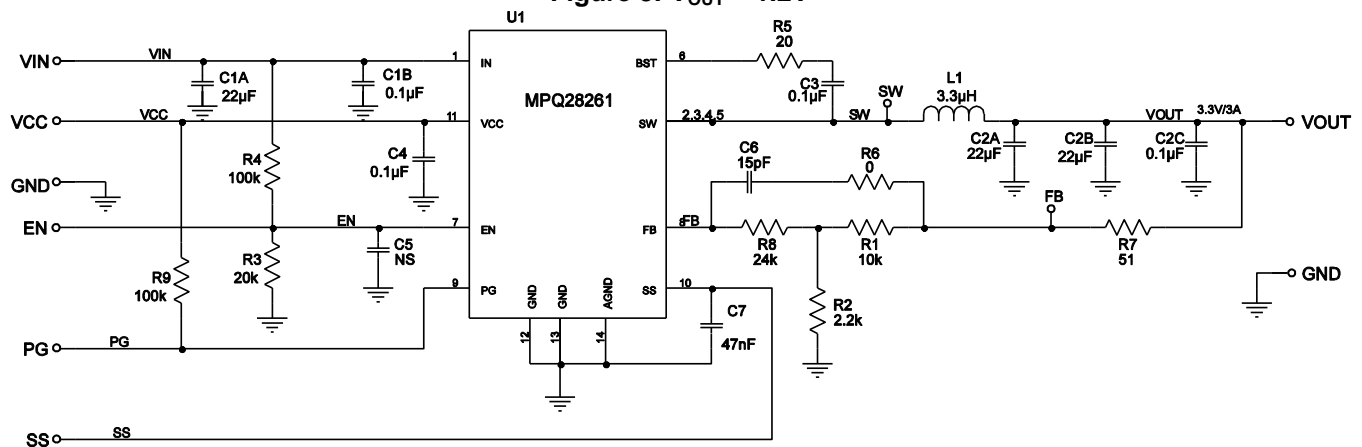 U1
VIN
VIN
1
IN
C1A
22µF
C1B
0.1µF
MPQ28261
BST
6
R5
20
C3
0.1µF
SW
L1
3.3µH
VCC
VCC
11
VCC
SW
2,3,4,5
SW
VOUT
3.3V/3A
VOUT
R4
100k
C4
0.1µF
C2A
22µF
C2B
22µF
C2C
0.1µF
C6
15pF
R6
0
GND
EN
EN
7
EN
FB
8
FB
R8
24k
R1
10k
FB
R7
51
C5
NS
R9
100k
R3
20k
9
PG
GND
GND
AGND
SS
10
R2
2.2k
GND
C7
47nF
12
13
14
PG
PG
SS
SS